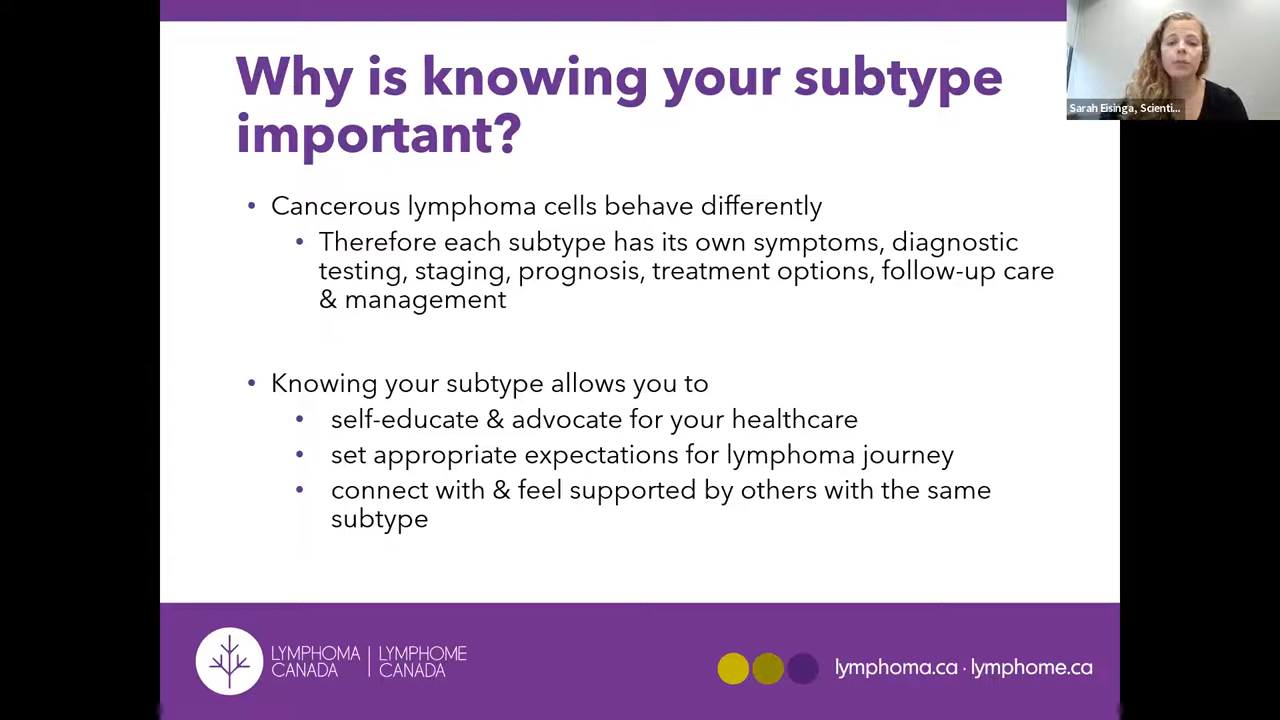 Why is knowing your subtype
important?
Sarah Eisinga, Scienti...
• Cancerous lymphoma cells behave differently
• Therefore each subtype has its own symptoms, diagnostic
testing, staging, prognosis, treatment options, follow-up care
& management
• Knowing your subtype allows you to
• self-educate & advocate for your healthcare
• set appropriate expectations for lymphoma journey
• connect with & feel supported by others with the same
subtype
LYMPHOMA CANADA | LYMPHOME CANADA
lymphoma.ca · lymphome.ca